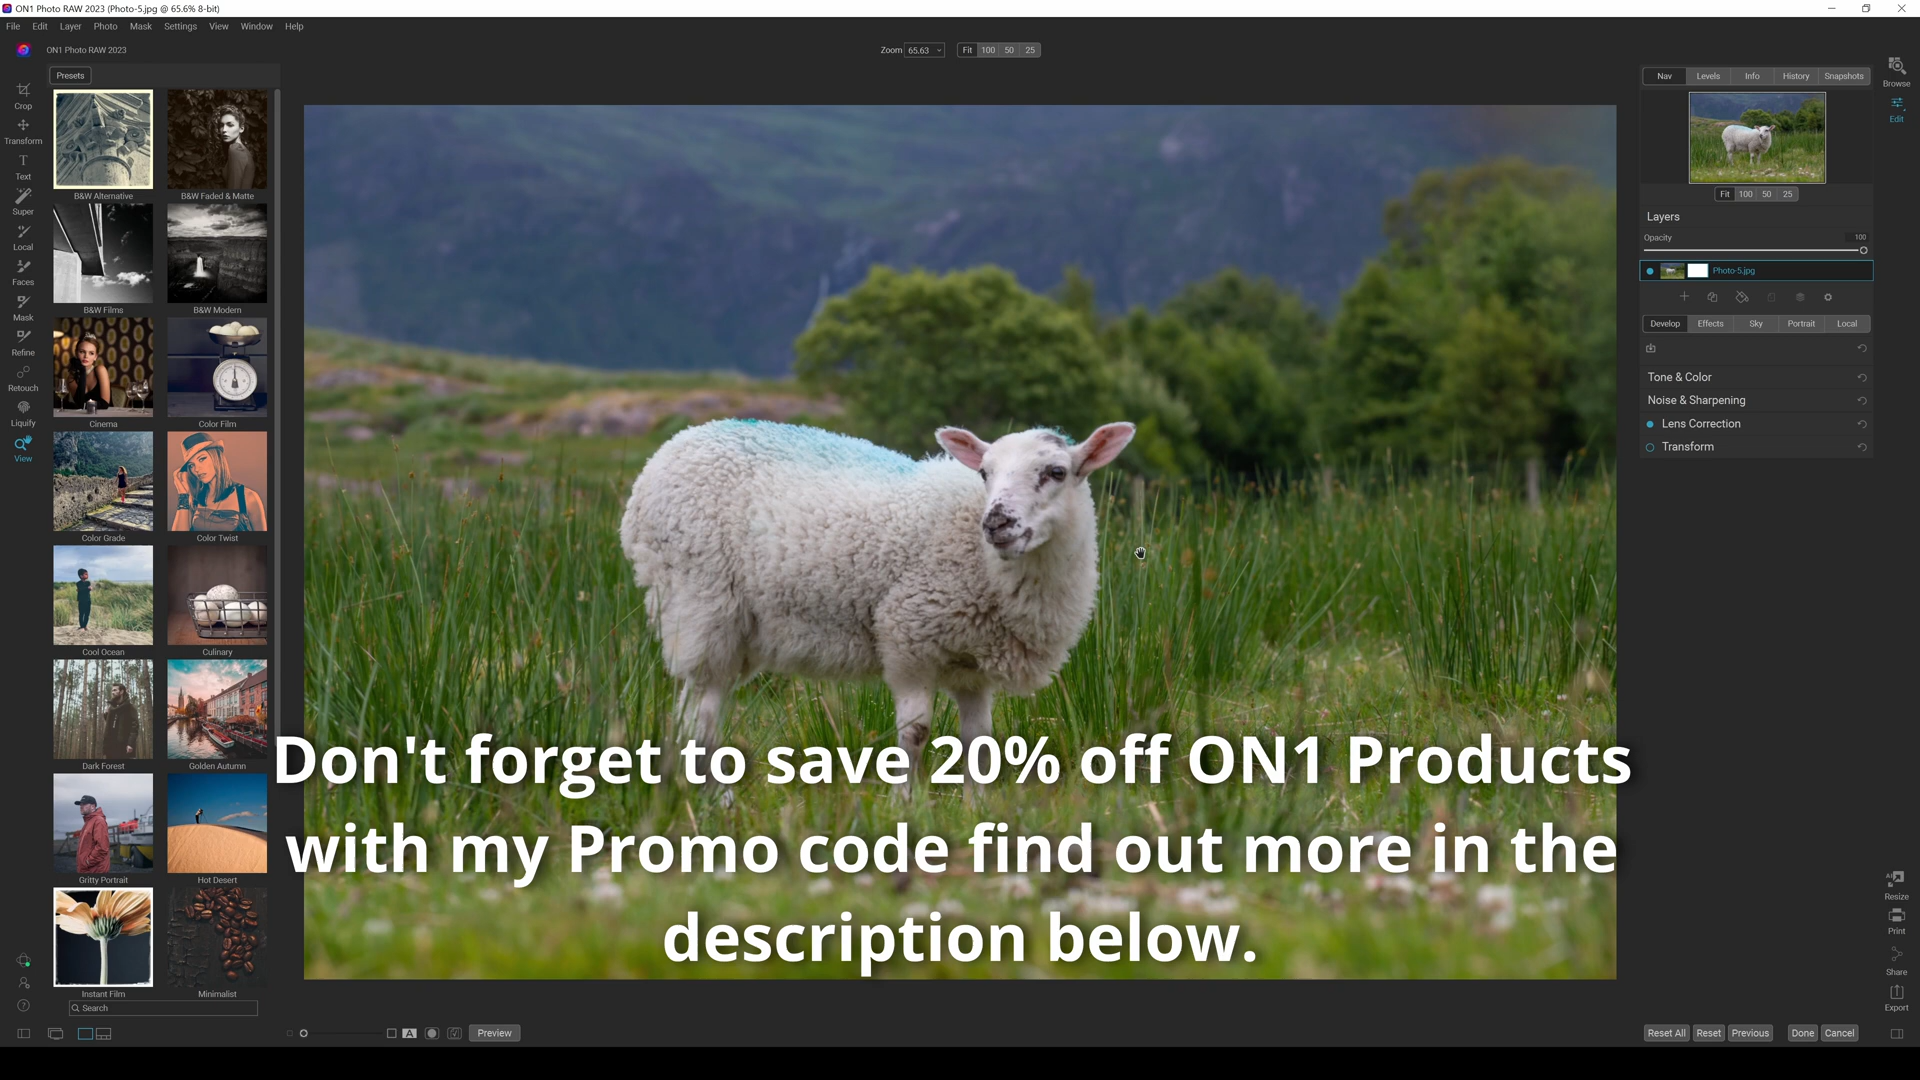 ON1 Photo RAW 2023 (Photo-5.jpg @ 65.6% 8-bit)
File Edit Layer Photo Mask Settings View Window Help
ON1 Photo RAW 2023
Zoom 65.63 Fit 100 50 25
Presets
Nav Levels Info History Snapshots
Browse
Edit
Crop
Transform
Text
Super
Local
Faces
Mask
Refine
Retouch
Liquify
View
B&W Alternative B&W Faded & Matte
B&W Films B&W Modern
Cinema Color Film
Color Grade Color Twist
Cool Ocean Culinary
Dark Forest Golden Autumn
Gritty Portrait Hot Desert
Instant Film Minimalist
Search
Fit 100 50 25
Layers
Opacity 100
Photo-5.jpg
Develop Effects Sky Portrait Local
Tone & Color
Noise & Sharpening
Lens Correction
Transform
Don't forget to save 20% off ON1 Products
with my Promo code find out more in the
description below.
Resize
Print
Share
Export
A Preview
Reset All Reset Previous Done Cancel